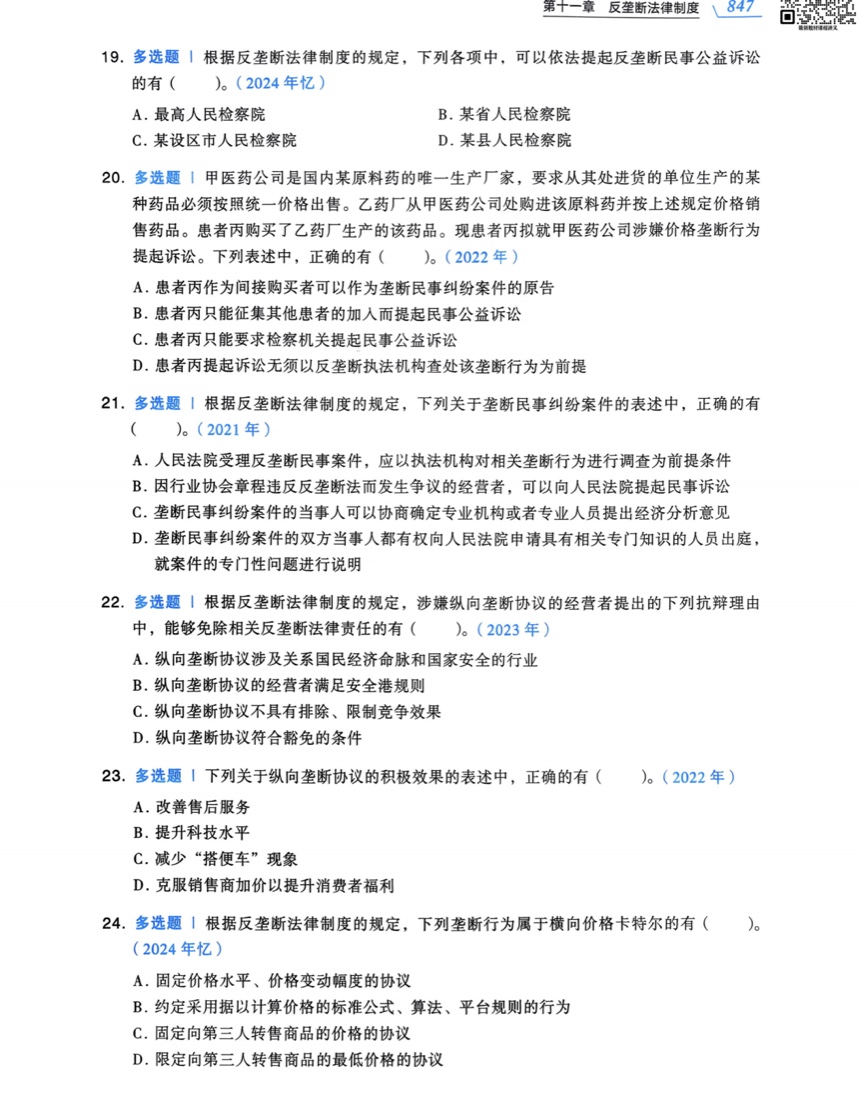 第十一章 反垄断法律制度 847
19. 多选题 | 根据反垄断法律制度的规定，下列各项中，可以依法提起反垄断民事公益诉讼
的有（ ）。（2024 年忆）
A. 最高人民检察院 B. 某省人民检察院
C. 某设区市人民检察院 D. 某县人民检察院
20. 多选题 | 甲医药公司是国内某原料药的唯一生产厂家，要求从其处进货的单位生产的某
种药品必须按照统一价格出售。乙药厂从甲医药公司处购进该原料药并按上述规定价格销
售药品。患者丙购买了乙药厂生产的该药品。现患者丙拟就甲医药公司涉嫌价格垄断行为
提起诉讼。下列表述中，正确的有（ ）。（2022 年）
A. 患者丙作为间接购买者可以作为垄断民事纠纷案件的原告
B. 患者丙只能征集其他患者的加入而提起民事公益诉讼
C. 患者丙只能要求检察机关提起民事公益诉讼
D. 患者丙提起诉讼无须以反垄断执法机构查处该垄断行为为前提
21. 多选题 | 根据反垄断法律制度的规定，下列关于垄断民事纠纷案件的表述中，正确的有
（ ）。（2021 年）
A. 人民法院受理反垄断民事案件，应以执法机构对相关垄断行为进行调查为前提条件
B. 因行业协会章程违反反垄断法而发生争议的经营者，可以向人民法院提起民事诉讼
C. 垄断民事纠纷案件的当事人可以协商确定专业机构或者专业人员提出经济分析意见
D. 垄断民事纠纷案件的双方当事人都有权向人民法院申请具有相关专门知识的人员出庭，
就案件的专门性问题进行说明
22. 多选题 | 根据反垄断法律制度的规定，涉嫌纵向垄断协议的经营者提出的下列抗辩理由
中，能够免除相关反垄断法律责任的有（ ）。（2023 年）
A. 纵向垄断协议涉及关系国民经济命脉和国家安全的行业
B. 纵向垄断协议的经营者满足安全港规则
C. 纵向垄断协议不具有排除、限制竞争效果
D. 纵向垄断协议符合豁免的条件
23. 多选题 | 下列关于纵向垄断协议的积极效果的表述中，正确的有（ ）。（2022 年）
A. 改善售后服务
B. 提升科技水平
C. 减少“搭便车”现象
D. 克服销售商加价以提升消费者福利
24. 多选题 | 根据反垄断法律制度的规定，下列垄断行为属于横向价格卡特尔的有（ ）。
（2024 年忆）
A. 固定价格水平、价格变动幅度的协议
B. 约定采用据以计算价格的标准公式、算法、平台规则的行为
C. 固定向第三人转售商品的价格的协议
D. 限定向第三人转售商品的最低价格的协议